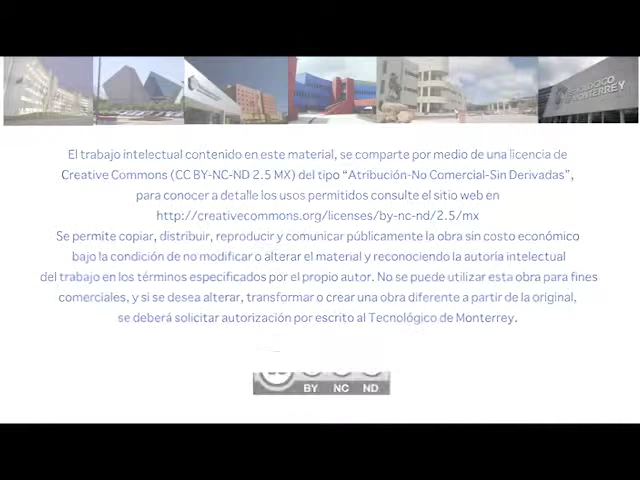 TECNOLÓGICO
DE MONTERREY
El trabajo intelectual contenido en este material, se comparte por medio de una licencia de
Creative Commons (CC BY-NC-ND 2.5 MX) del tipo “Atribución-No Comercial-Sin Derivadas”,
para conocer a detalle los usos permitidos consulte el sitio web en
http://creativecommons.org/licenses/by-nc-nd/2.5/mx
Se permite copiar, distribuir, reproducir y comunicar públicamente la obra sin costo económico
bajo la condición de no modificar o alterar el material y reconociendo la autoría intelectual
del trabajo en los términos especificados por el propio autor. No se puede utilizar esta obra para fines
comerciales, y si se desea alterar, transformar o crear una obra diferente a partir de la original,
se deberá solicitar autorización por escrito al Tecnológico de Monterrey.
BY NC ND